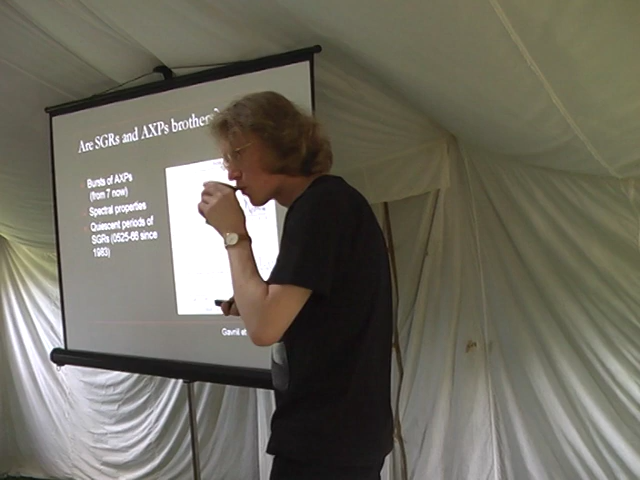 Are SGRs and AXPs brothers
Bursts of AXPs
(from 7 now)
Spectral properties
Quiescent periods of
SGRs (0525-66 since
1983)
Gavriil et